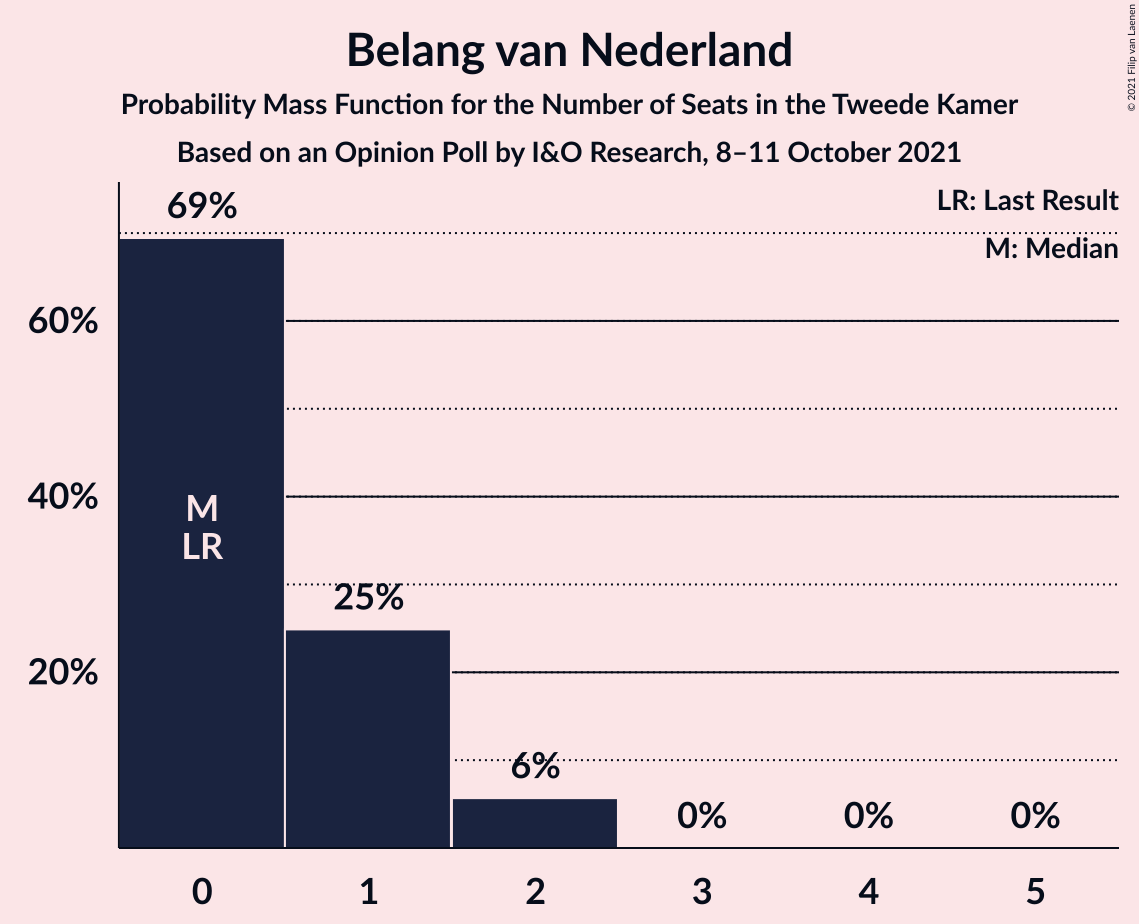 Belang van Nederland
Probability Mass Function for the Number of Seats in the Tweede Kamer
Based on an Opinion Poll by I&O Research, 8–11 October 2021
© 2021 Filip van Laenen
LR: Last Result
M: Median
69%
60%
40%
20%
M
LR
25%
6%
0%
0%
0%
0
1
2
3
4
5